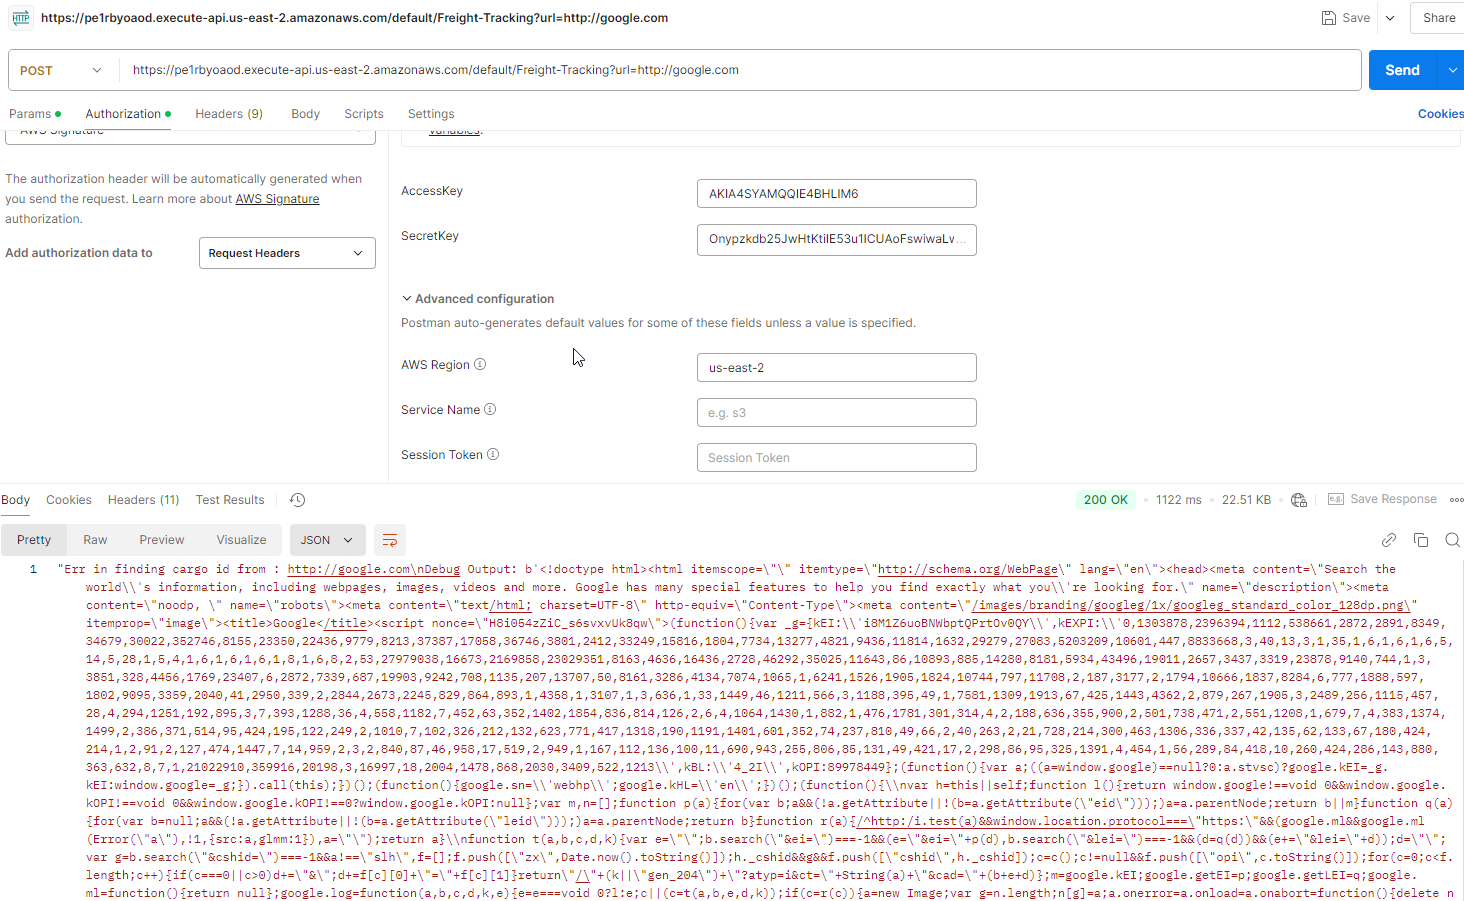 HTTP https://pe1rbyoaod.execute-api.us-east-2.amazonaws.com/default/Freight-Tracking?url=http://google.com Save Share
POST https://pe1rbyoaod.execute-api.us-east-2.amazonaws.com/default/Freight-Tracking?url=http://google.com Send
Params Authorization Headers (9) Body Scripts Settings Cookies
AWS Signature
variables.
The authorization header will be automatically generated when
you send the request. Learn more about AWS Signature
authorization.
Add authorization data to Request Headers
AccessKey AKIA4SYAMQQIE4BHLIM6
SecretKey
Advanced configuration
Postman auto-generates default values for some of these fields unless a value is specified.
AWS Region us-east-2
Service Name e.g. s3
Session Token Session Token
Body Cookies Headers (11) Test Results 200 OK 1122 ms 22.51 KB e.g. Save Response
Pretty Raw Preview Visualize JSON
1 "Err in finding cargo id from : http://google.com\nDebug Output: b'<!doctype html><html itemscope=\"\" itemtype=\"http://schema.org/WebPage\" lang=\"en\"><head><meta content=\"Search the
world\\'s information, including webpages, images, videos and more. Google has many special features to help you find exactly what you\\'re looking for.\" name=\"description\"><meta
content=\"noodp, \" name=\"robots\"><meta content=\"text/html; charset=UTF-8\" http-equiv=\"Content-Type\"><meta content=\"/images/branding/googleg/1x/googleg_standard_color_128dp.png\"
itemprop=\"image\"><title>Google</title><script nonce=\"H8i054zZiC_s6svxvUk8qw\">(function(){var _g={kEI:\\'i8M1Z6uoBNWbptQPrtOv0QY\\',kEXPI:\\'0,1303878,2396394,1112,538661,2872,2891,8349,
34679,30022,352746,8155,23350,22436,9779,8213,37387,17058,36746,3801,2412,33249,15816,1804,7734,13277,4821,9436,11814,1632,29279,27083,5203209,10601,447,8833668,3,40,13,3,1,35,1,6,1,6,1,6,5,
14,5,28,1,5,4,1,6,1,6,1,6,1,8,1,6,8,2,53,27979038,16673,2169858,23029351,8163,4636,16436,2728,46292,35025,11643,86,10893,885,14280,8181,5934,43496,19011,2657,3437,3319,23878,9140,744,1,3,
3851,328,4456,1769,23407,6,2872,7339,687,19903,9242,708,1135,207,13707,50,8161,3286,4134,7074,1065,1,6241,1526,1905,1824,10744,797,11708,2,187,3177,2,1794,10666,1837,8284,6,777,1888,597,
1802,9095,3359,2040,41,2950,339,2,2844,2673,2245,829,864,893,1,4358,1,3107,1,3,636,1,33,1449,46,1211,566,3,1188,395,49,1,7581,1309,1913,67,425,1443,4362,2,879,267,1905,3,2489,256,1115,457,
28,4,294,1251,192,895,3,7,393,1288,36,4,558,1182,7,452,63,352,1402,1854,836,814,126,2,6,4,1064,1430,1,882,1,476,1781,301,314,4,2,188,636,355,900,2,501,738,471,2,551,1208,1,679,7,4,383,1374,
1499,2,386,371,514,95,424,195,122,249,2,1010,7,102,326,212,132,623,771,417,1318,190,1191,1401,601,352,74,237,810,49,66,2,40,263,2,21,728,214,300,463,1306,336,337,42,135,62,133,67,180,424,
214,1,2,91,2,127,474,1447,7,14,959,2,3,2,840,87,46,958,17,519,2,949,1,167,112,136,100,11,690,943,255,806,85,131,49,421,17,2,298,86,95,325,1391,4,454,1,56,289,84,418,10,260,424,286,143,880,
363,632,8,7,1,21022910,359916,20198,3,16997,18,2004,1478,868,2030,3409,522,1213\\',kBL:\\'4_2I\\',kOPI:89978449};(function(){var a;((a=window.google)==null?0:a.stvsc)?google.kEI=_g.
kEI:window.google=_g;}).call(this);})();(function(){google.sn=\\'webhp\\';google.kHL=\\'en\\';})();(function(){\\nvar h=this||self;function l(){return window.google!==void 0&&window.google.
kOPI!==void 0&&window.google.kOPI!==0?window.google.kOPI:null};var m,n=[];function p(a){for(var b;a&&(!a.getAttribute||!(b=a.getAttribute(\"eid\")));)a=a.parentNode;return b||m}function q(a)
{for(var b=null;a&&(!a.getAttribute||!(b=a.getAttribute(\"leid\")));)a=a.parentNode;return b}function r(a){/^http:/i.test(a)&&window.location.protocol===\"https:\"&&(google.ml&&google.ml
(Error(\"a\"),!1,{src:a,glmm:1}),a=\"\");return a}\\nfunction t(a,b,c,d,k){var e=\"\";b.search(\"&ei=\")===-1&&(e=\"&ei=\"+p(d),b.search(\"&lei=\")===-1&&(d=q(d))&&(e+=\"&lei=\"+d));d=\"\";
var g=b.search(\"&cshid=\")===-1&&a!==\"slh\",f=[];f.push([\"zx\",Date.now().toString()]);h._cshid&&g&&f.push([\"cshid\",h._cshid]);c=c();c!=null&&f.push([\"opi\",c.toString()]);for(c=0;c<f.
length;c++){if(c===0||c>0)d+=\"&\";d+=f[c][0]+\"=\"+f[c][1]}return\"/\"+(k||\"gen_204\")+\"?atyp=i&ct=\"+String(a)+\"&cad=\"+(b+e+d)};m=google.kEI;google.getEI=p;google.getLEI=q;google.
ml=function(){return null};google.log=function(a,b,c,d,k,e){e=e===void 0?l:e;c||(c=t(a,b,e,d,k));if(c=r(c)){a=new Image;var g=n.length;n[g]=a;a.onerror=a.onload=a.onabort=function(){delete n